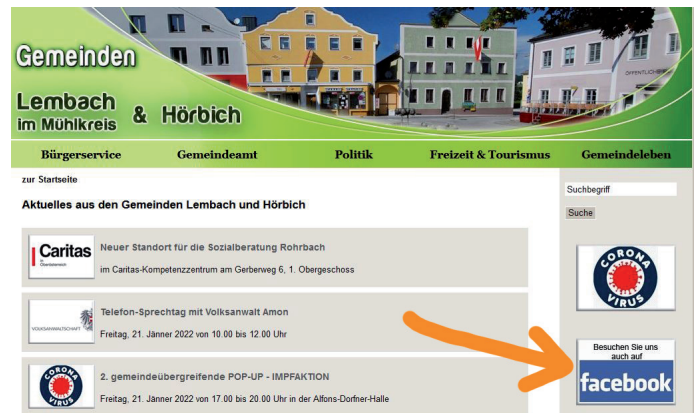 Gemeinden
Lembach
im Mühlkreis & Hörbich
Bürgerservice Gemeindeamt Politik Freizeit & Tourismus Gemeindeleben
zur Startseite
Aktuelles aus den Gemeinden Lembach und Hörbich
Caritas
Neuer Standort für die Sozialberatung Rohrbach
im Caritas-Kompetenzzentrum am Gerberweg 6, 1. Obergeschoss
VOLKSANWALTSCHAFT
Telefon-Sprechtag mit Volksanwalt Amon
Freitag, 21. Jänner 2022 von 10.00 bis 12.00 Uhr
CORONA
VIRUS
2. gemeindeübergreifende POP-UP - IMPFAKTION
Freitag, 21. Jänner 2022 von 17.00 bis 20.00 Uhr in der Alfons-Dorfner-Halle
Suchbegriff
Suche
CORONA
VIRUS
Besuchen Sie uns
auch auf
facebook